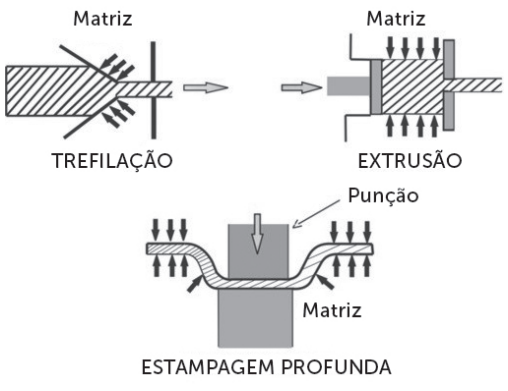 Matriz
Matriz
TREFILAÇÃO
EXTRUSÃO
Punção
Matriz
ESTAMPAGEM PROFUNDA